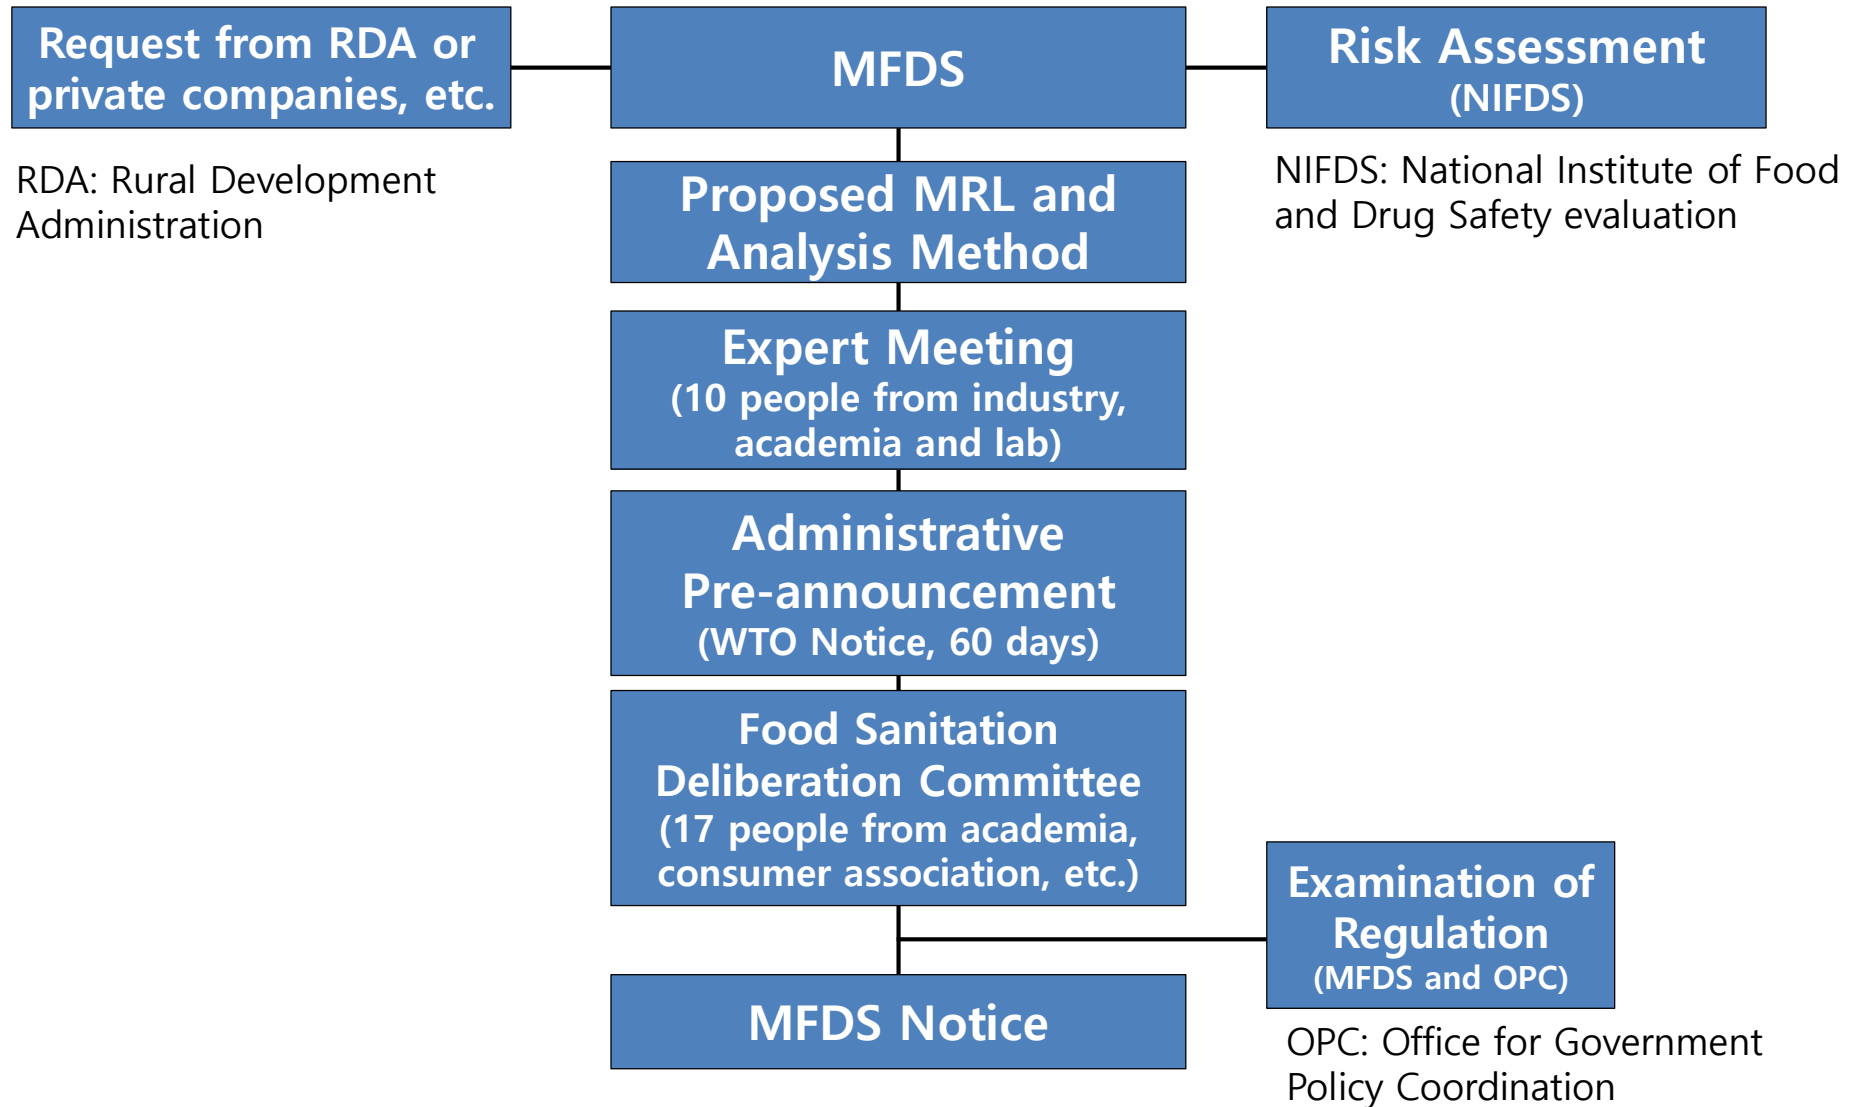 Request from RDA or
private companies, etc.
MFDS
Risk Assessment
(NIFDS)
RDA: Rural Development
Administration
NIFDS: National Institute of Food
and Drug Safety evaluation
Proposed MRL and
Analysis Method
Expert Meeting
(10 people from industry,
academia and lab)
Administrative
Pre-announcement
(WTO Notice, 60 days)
Food Sanitation
Deliberation Committee
(17 people from academia,
consumer association, etc.)
Examination of
Regulation
(MFDS and OPC)
MFDS Notice
OPC: Office for Government
Policy Coordination